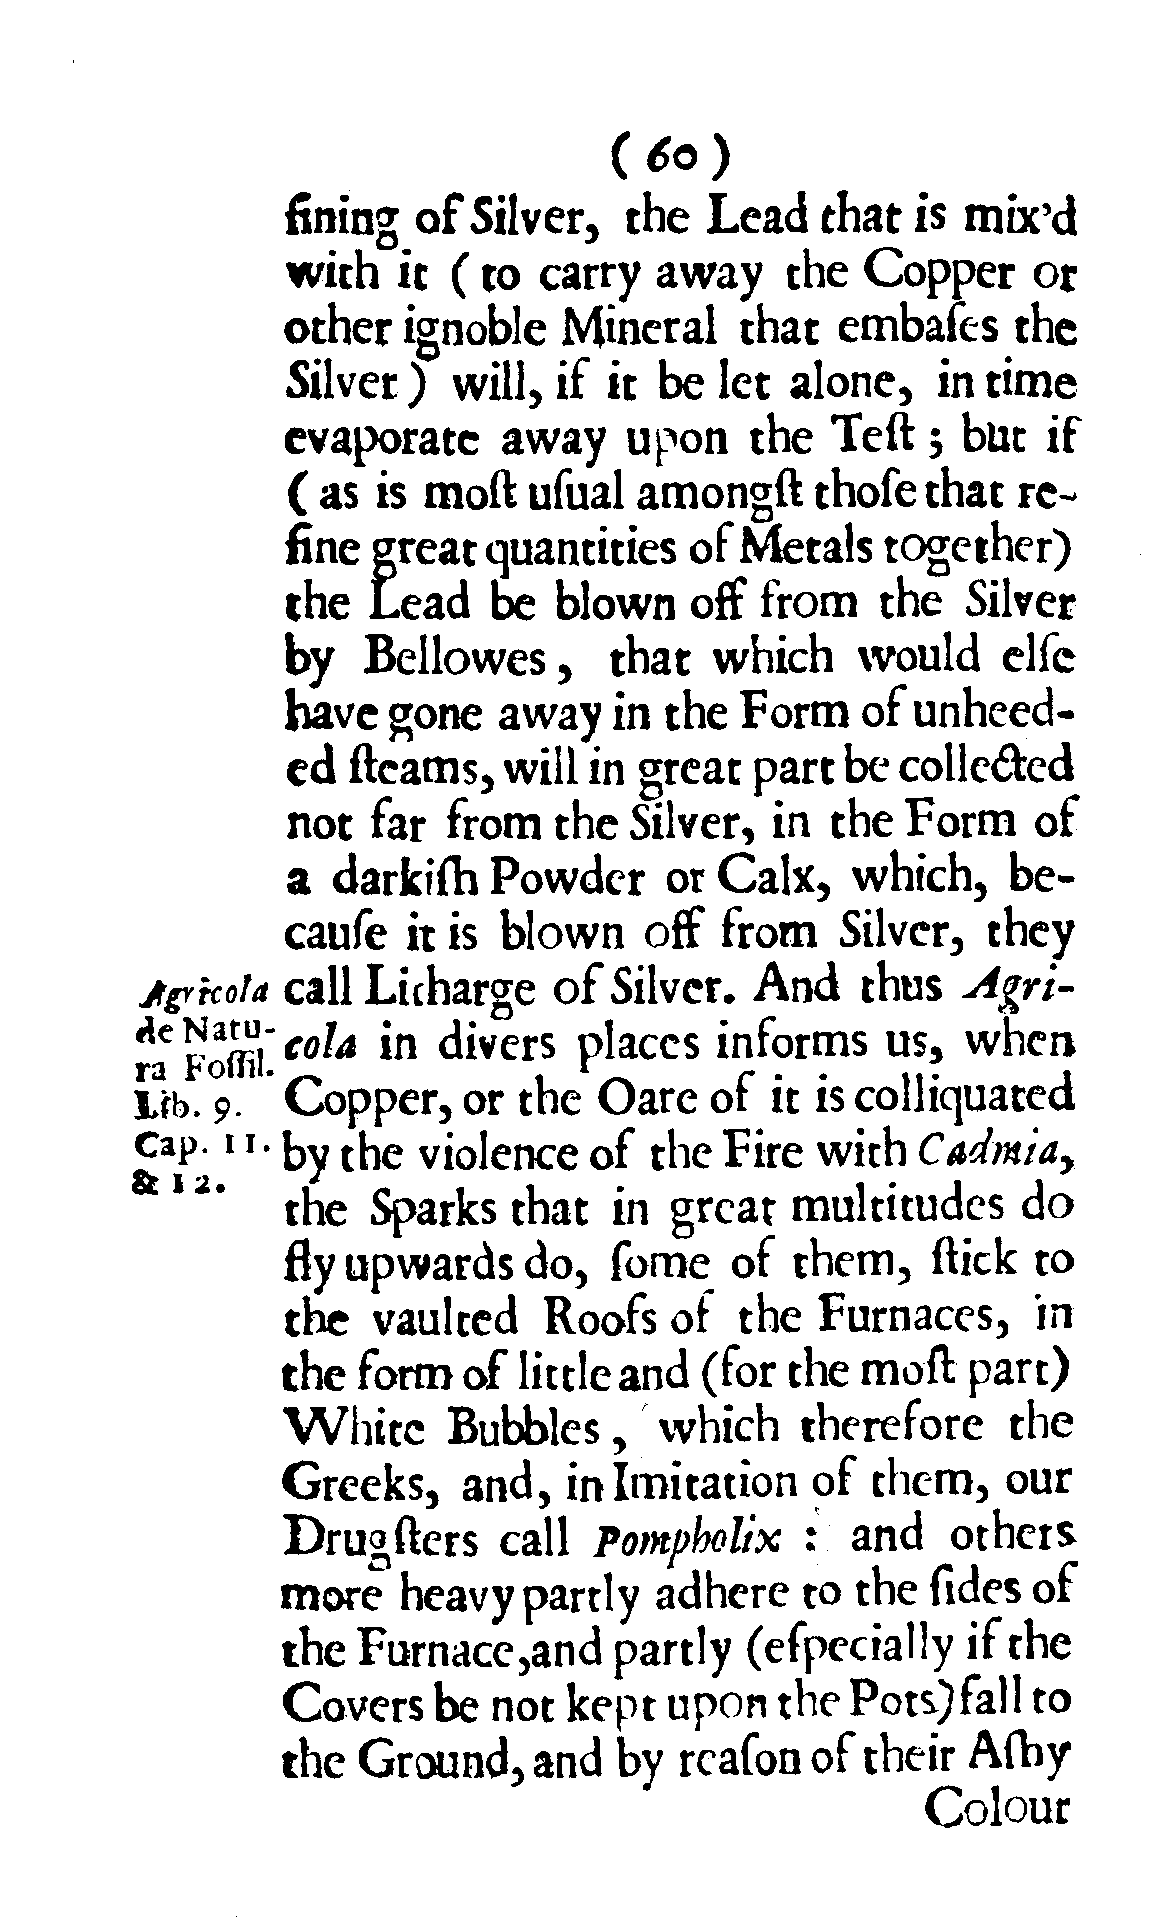 ( 60 )
fining of Silver, the Lead that is mix'd
with it ( to carry away the Copper or
other ignoble Mineral that embaſes the
Silver ) will, if it be let alone, in time
evaporate away upon the Teſt ; but if
( as is moſt uſual amongſt thoſe that re-
fine great quantities of Metals together)
the Lead be blown off from the Silver
by Bellowes , that which would elſe
have gone away in the Form of unheed-
ed ſteams, will in great part be collected
not far from the Silver, in the Form of
a darkiſh Powder or Calx, which, be-
cauſe it is blown off from Silver, they
call Litharge of Silver. And thus Agri-
cola in divers places informs us, when
Copper, or the Oare of it is colliquated
by the violence of the Fire with Cadmia,
the Sparks that in great multitudes do
fly upwards do, ſome of them, ſtick to
the vaulted Roofs of the Furnaces, in
the form of little and (for the moſt part)
White Bubbles , which therefore the
Greeks, and, in Imitation of them, our
Drugſters call Pompholix : and others
more heavy partly adhere to the ſides of
the Furnace,and partly (eſpecially if the
Covers be not kept upon the Pots)fall to
the Ground, and by reaſon of their Aſhy
Colour
Agricola
de Natu-
ra Foſſil.
Lib. 9.
Cap. 11.
& 12.